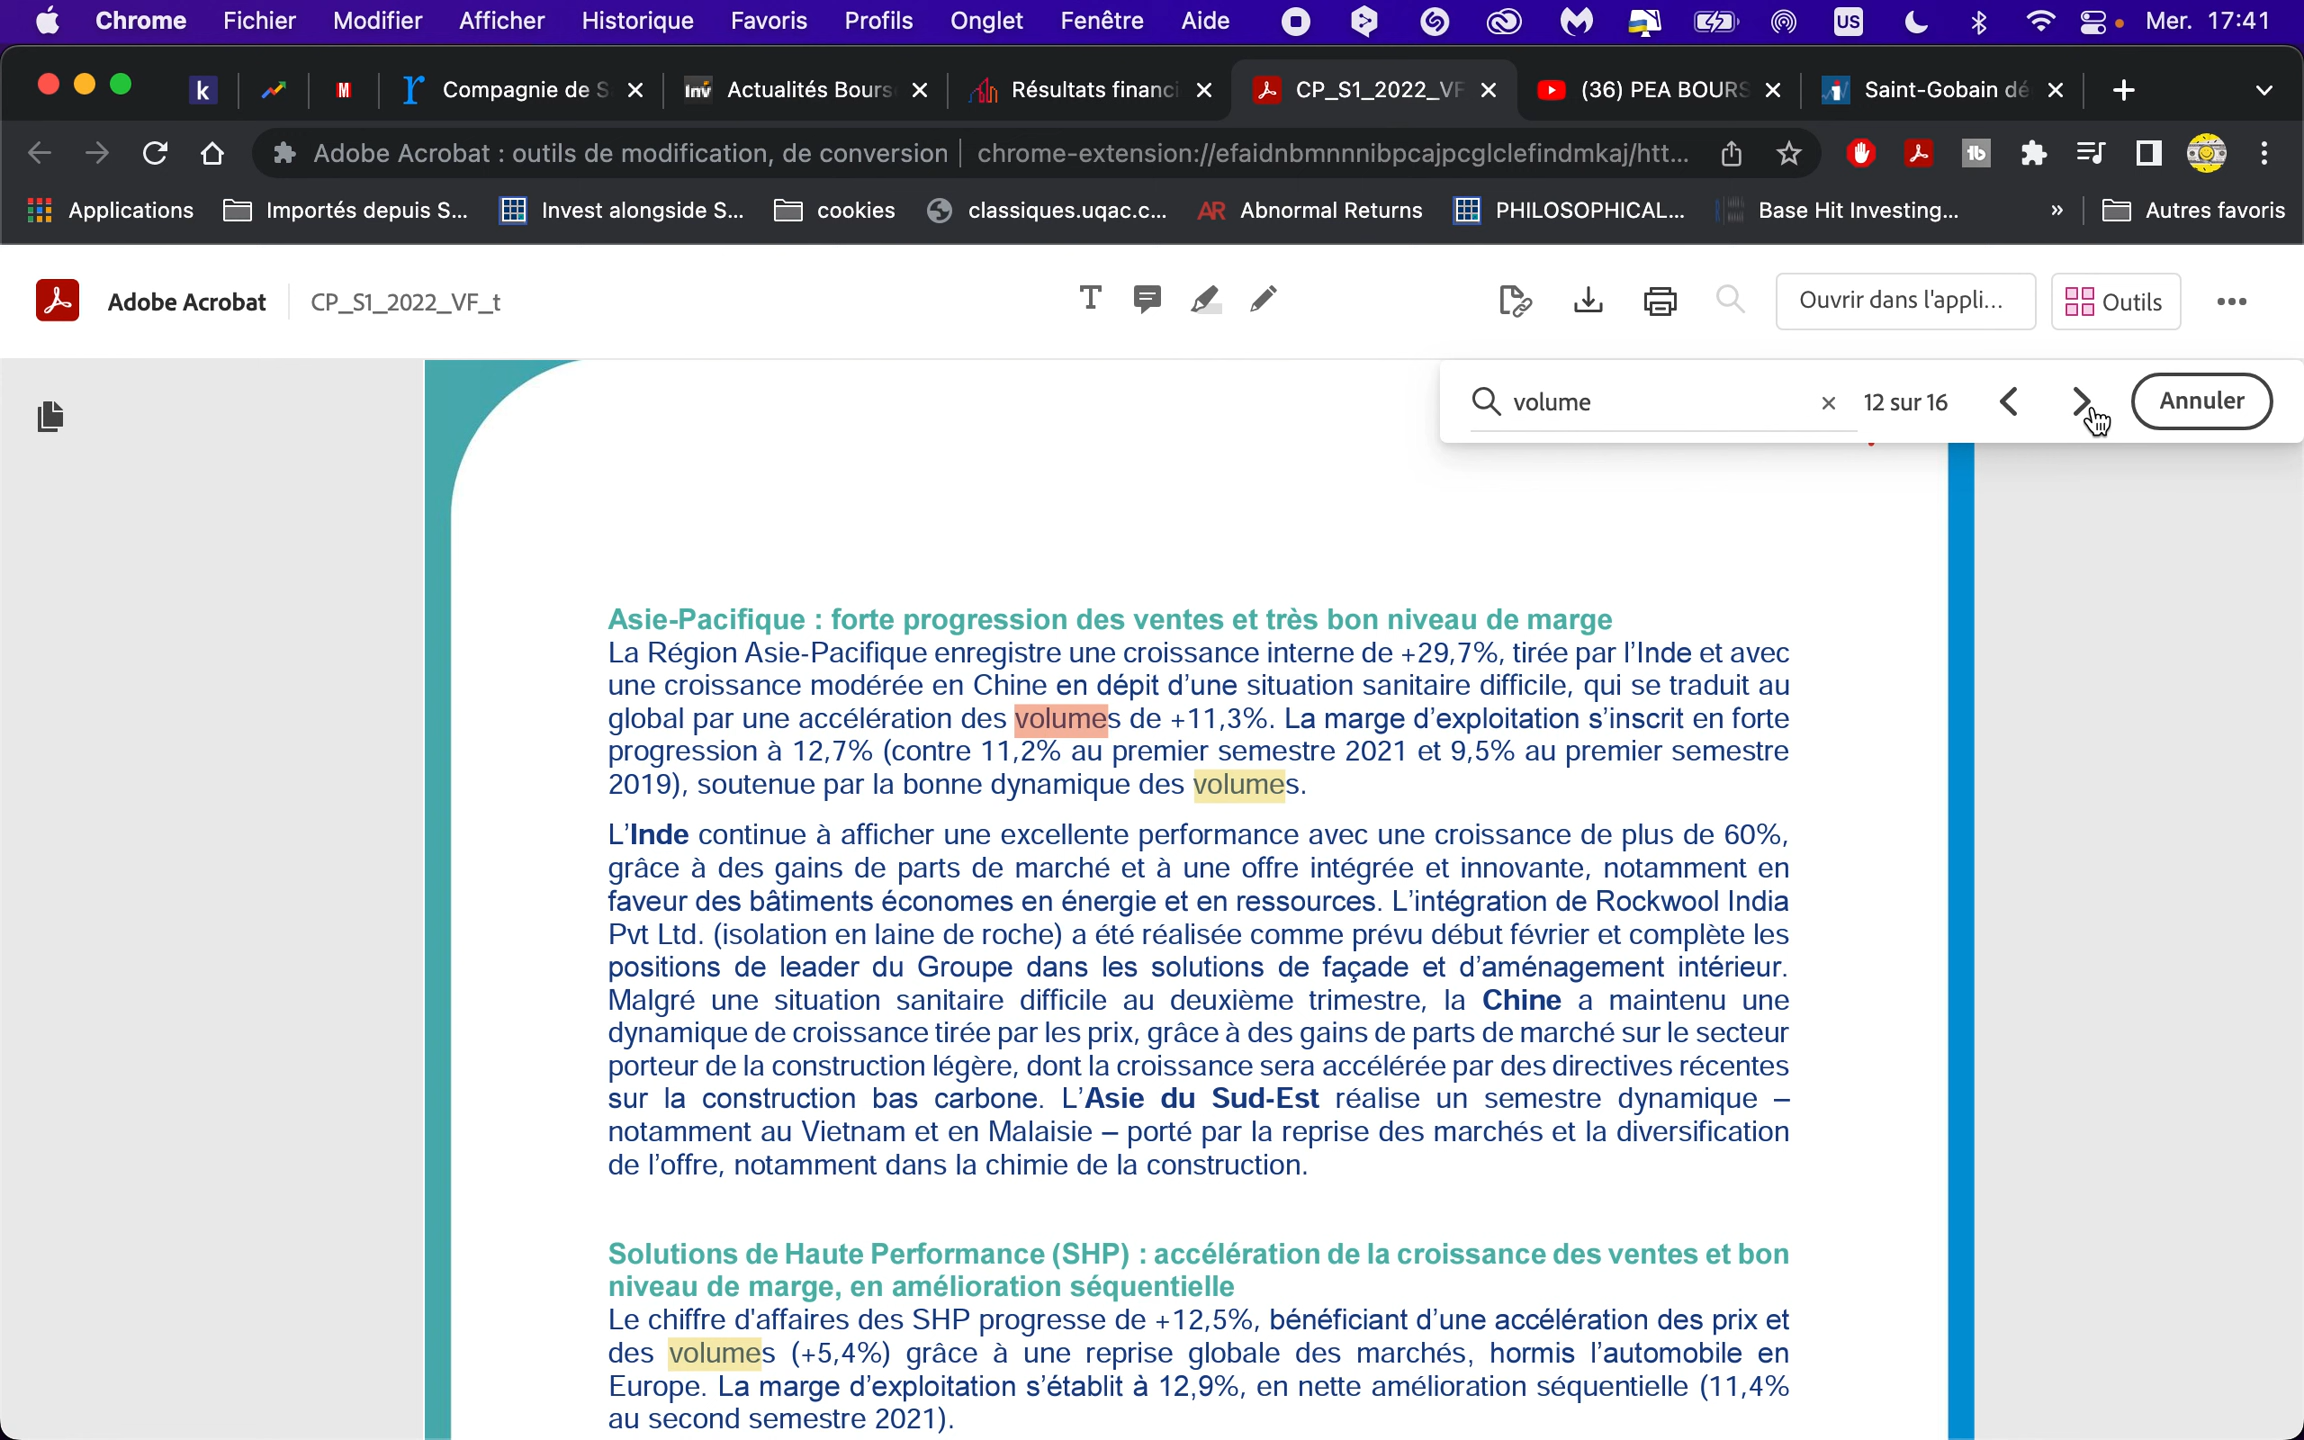 Chrome Fichier Modifier Afficher Historique Favoris Profils Onglet Fenêtre Aide US Mer. 17:41
k M Compagnie de S Inv Actualités Bours Résultats financi CP_S1_2022_VF (36) PEA BOURS Saint-Gobain dé
Adobe Acrobat : outils de modification, de conversion chrome-extension://efaidnbmnnnibpcajpcglclefindmkaj/htt... tb
Applications Importés depuis S... Invest alongside S... cookies classiques.uqac.c... AR Abnormal Returns PHILOSOPHICAL... Base Hit Investing... » Autres favoris
Adobe Acrobat CP_S1_2022_VF_t T Ouvrir dans l'appli... Outils
volume 12 sur 16 Annuler
Asie-Pacifique : forte progression des ventes et très bon niveau de marge
La Région Asie-Pacifique enregistre une croissance interne de +29,7%, tirée par l’Inde et avec
une croissance modérée en Chine en dépit d’une situation sanitaire difficile, qui se traduit au
global par une accélération des volumes de +11,3%. La marge d’exploitation s’inscrit en forte
progression à 12,7% (contre 11,2% au premier semestre 2021 et 9,5% au premier semestre
2019), soutenue par la bonne dynamique des volumes.
L’Inde continue à afficher une excellente performance avec une croissance de plus de 60%,
grâce à des gains de parts de marché et à une offre intégrée et innovante, notamment en
faveur des bâtiments économes en énergie et en ressources. L’intégration de Rockwool India
Pvt Ltd. (isolation en laine de roche) a été réalisée comme prévu début février et complète les
positions de leader du Groupe dans les solutions de façade et d’aménagement intérieur.
Malgré une situation sanitaire difficile au deuxième trimestre, la Chine a maintenu une
dynamique de croissance tirée par les prix, grâce à des gains de parts de marché sur le secteur
porteur de la construction légère, dont la croissance sera accélérée par des directives récentes
sur la construction bas carbone. L’Asie du Sud-Est réalise un semestre dynamique –
notamment au Vietnam et en Malaisie – porté par la reprise des marchés et la diversification
de l’offre, notamment dans la chimie de la construction.
Solutions de Haute Performance (SHP) : accélération de la croissance des ventes et bon
niveau de marge, en amélioration séquentielle
Le chiffre d'affaires des SHP progresse de +12,5%, bénéficiant d’une accélération des prix et
des volumes (+5,4%) grâce à une reprise globale des marchés, hormis l’automobile en
Europe. La marge d’exploitation s’établit à 12,9%, en nette amélioration séquentielle (11,4%
au second semestre 2021).